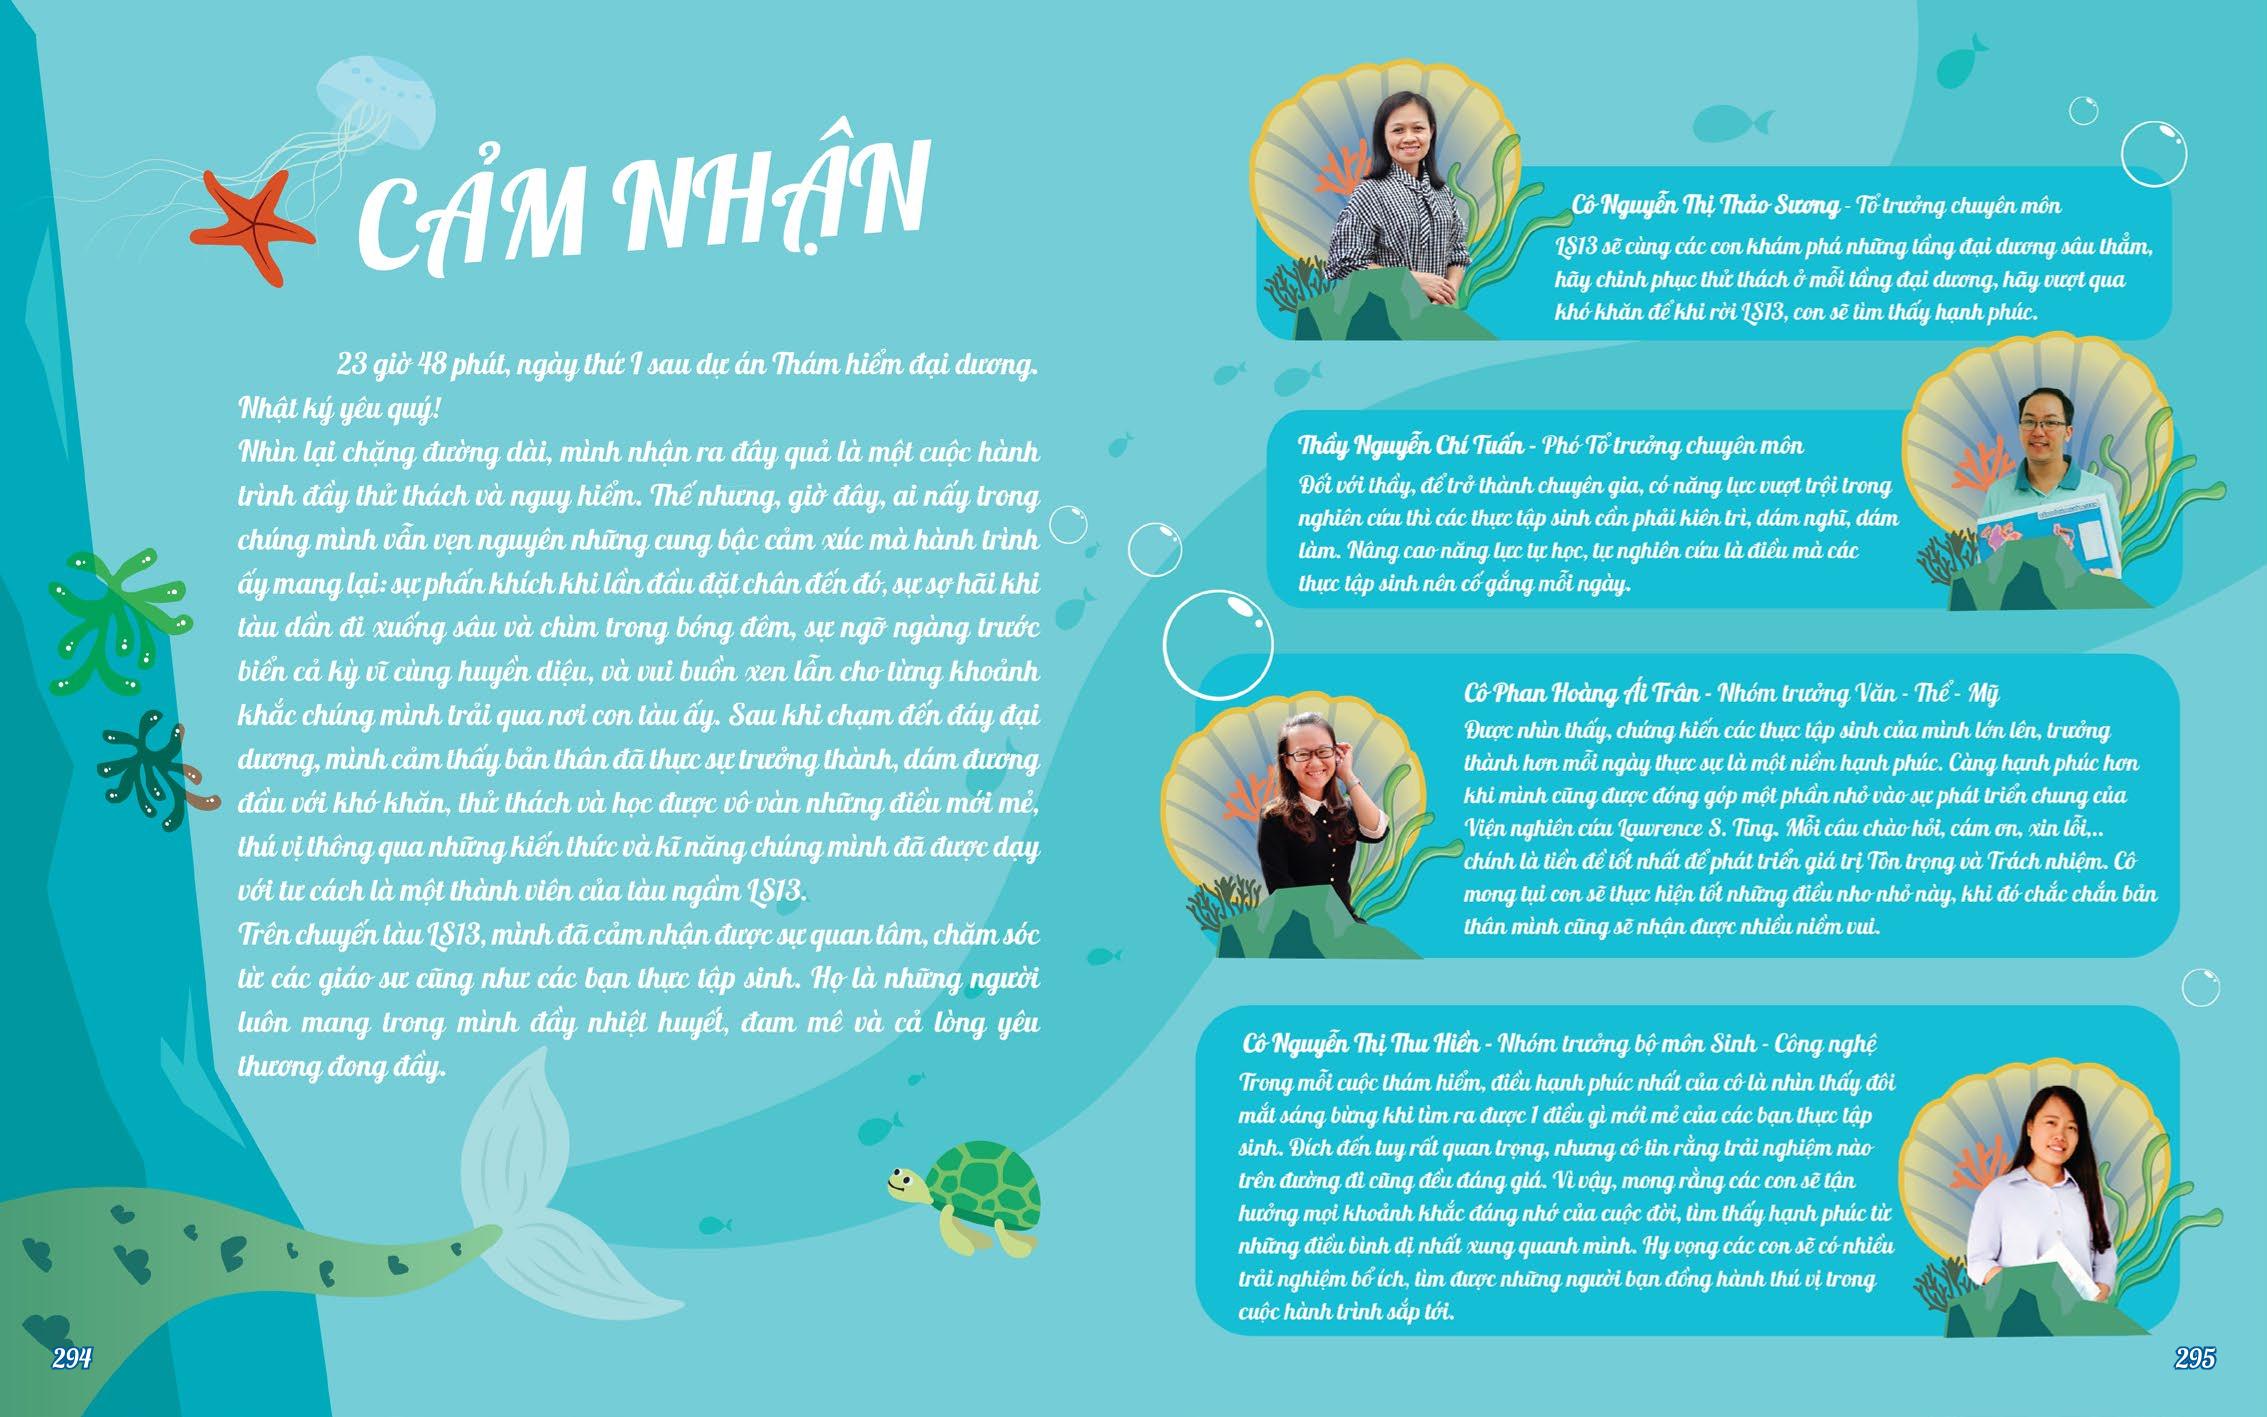 CẢM NHẬN
23 giờ 48 phút, ngày thứ 1 sau dự án Thám hiểm đại dương.
Nhật ký yêu quý!
Nhìn lại chặng đường dài, mình nhận ra đây quả là một cuộc hành
trình đầy thử thách và nguy hiểm. Thế nhưng, giờ đây, ai nấy trong
chúng mình vẫn vẹn nguyên những cung bậc cảm xúc mà hành trình
ấy mang lại: sự phấn khích khi lần đầu đặt chân đến đó, sự sợ hãi khi
tàu dần đi xuống sâu và chìm trong bóng đêm, sự ngỡ ngàng trước
biển cả kỳ vĩ cùng huyền diệu, và vui buồn xen lẫn cho từng khoảnh
khắc chúng mình trải qua nơi con tàu ấy. Sau khi chạm đến đáy đại
dương, mình cảm thấy bản thân đã thực sự trưởng thành, dám đương
đầu với khó khăn, thử thách và học được vô vàn những điều mới mẻ,
thú vị thông qua những kiến thức và kĩ năng chúng mình đã được dạy
với tư cách là một thành viên của tàu ngầm LS13.
Trên chuyến tàu LS13, mình đã cảm nhận được sự quan tâm, chăm sóc
từ các giáo sư cũng như các bạn thực tập sinh. Họ là những người
luôn mang trong mình đầy nhiệt huyết, đam mê và cả lòng yêu
thương đong đầy.
294
Cô Nguyễn Thị Thảo Sương - Tổ trưởng chuyên môn
LS13 sẽ cùng các con khám phá những tầng đại dương sâu thẳm,
hãy chinh phục thử thách ở mỗi tầng đại dương, hãy vượt qua
khó khăn để khi rời LS13, con sẽ tìm thấy hạnh phúc.
Thầy Nguyễn Chí Tuấn - Phó Tổ trưởng chuyên môn
Đối với thầy, để trở thành chuyên gia, có năng lực vượt trội trong
nghiên cứu thì các thực tập sinh cần phải kiên trì, dám nghĩ, dám
làm. Nâng cao năng lực tự học, tự nghiên cứu là điều mà các
thực tập sinh nên cố gắng mỗi ngày.
Cô Phan Hoàng Ái Trân - Nhóm trưởng Văn - Thể - Mỹ
Được nhìn thấy, chứng kiến các thực tập sinh của mình lớn lên, trưởng
thành hơn mỗi ngày thực sự là một niềm hạnh phúc. Càng hạnh phúc hơn
khi mình cũng được đóng góp một phần nhỏ vào sự phát triển chung của
Viện nghiên cứu Lawrence S. Ting. Mỗi câu chào hỏi, cám ơn, xin lỗi,..
chính là tiền đề tốt nhất để phát triển giá trị Tôn trọng và Trách nhiệm. Cô
mong tụi con sẽ thực hiện tốt những điều nho nhỏ này, khi đó chắc chắn bản
thân mình cũng sẽ nhận được nhiều niềm vui.
Cô Nguyễn Thị Thu Hiền - Nhóm trưởng bộ môn Sinh - Công nghệ
Trong mỗi cuộc thám hiểm, điều hạnh phúc nhất của cô là nhìn thấy đôi
mắt sáng bừng khi tìm ra được 1 điều gì mới mẻ của các bạn thực tập
sinh. Đích đến tuy rất quan trọng, nhưng cô tin rằng trải nghiệm nào
trên đường đi cũng đều đáng giá. Vì vậy, mong rằng các con sẽ tận
hưởng mọi khoảnh khắc đáng nhớ của cuộc đời, tìm thấy hạnh phúc từ
những điều bình dị nhất xung quanh mình. Hy vọng các con sẽ có nhiều
trải nghiệm bổ ích, tìm được những người bạn đồng hành thú vị trong
cuộc hành trình sắp tới.
295